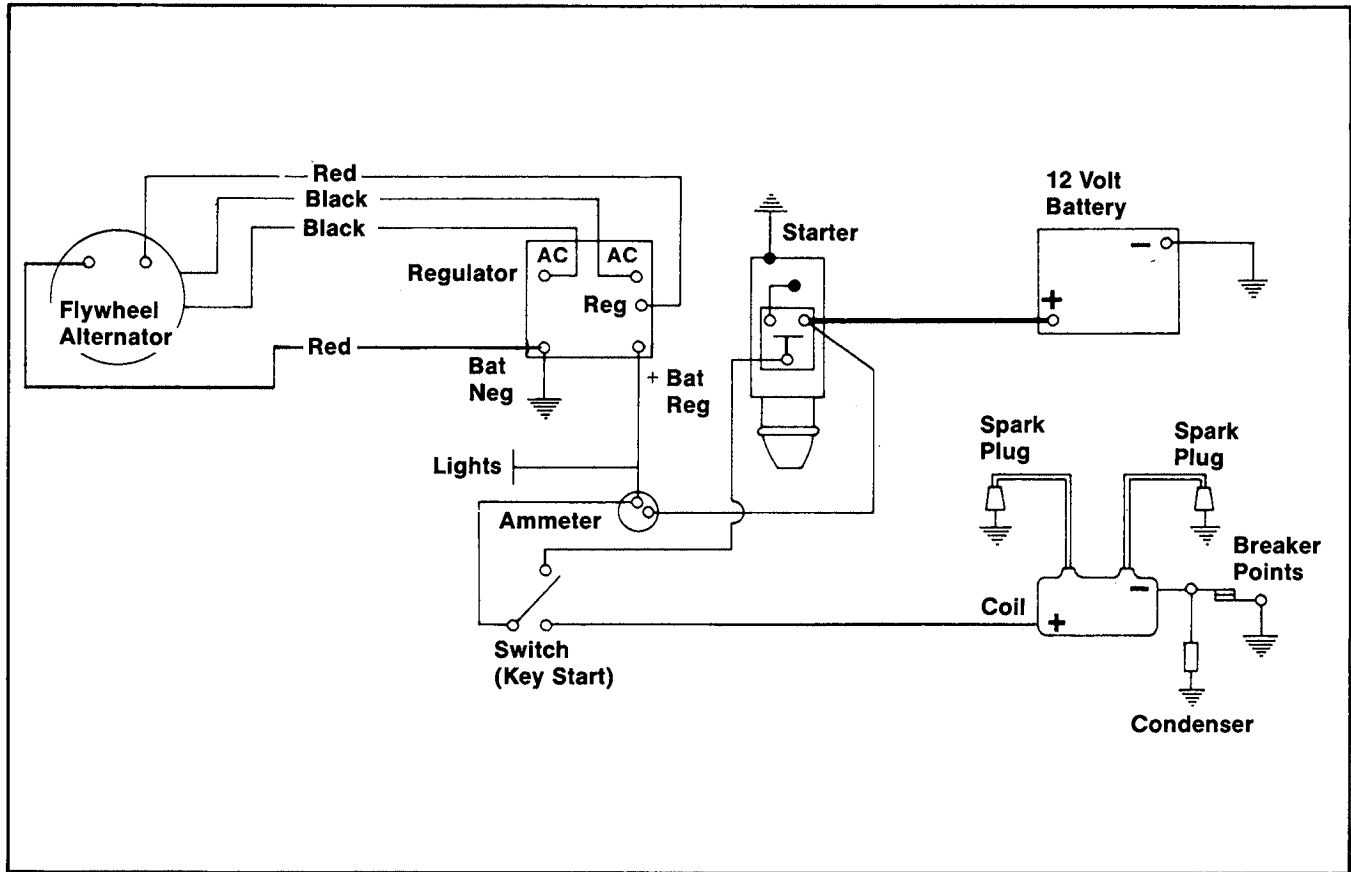 Red
Black
Black
12 Volt
Battery
Starter
AC AC
Regulator
Reg
Flywheel
Alternator
Red
Bat
Neg
+ Bat
Reg
−
+
Spark
Plug
Spark
Plug
Lights
Ammeter
Breaker
Points
Coil
−
+
Switch
(Key Start)
Condenser